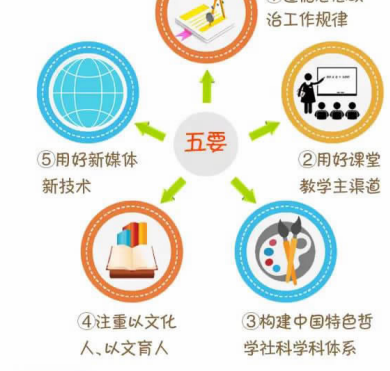 治工作规律
五要
②用好课堂
教学主渠道
③构建中国特色哲
学社科学科体系
④注重以文化
人、以文育人
⑤用好新媒体
新技术